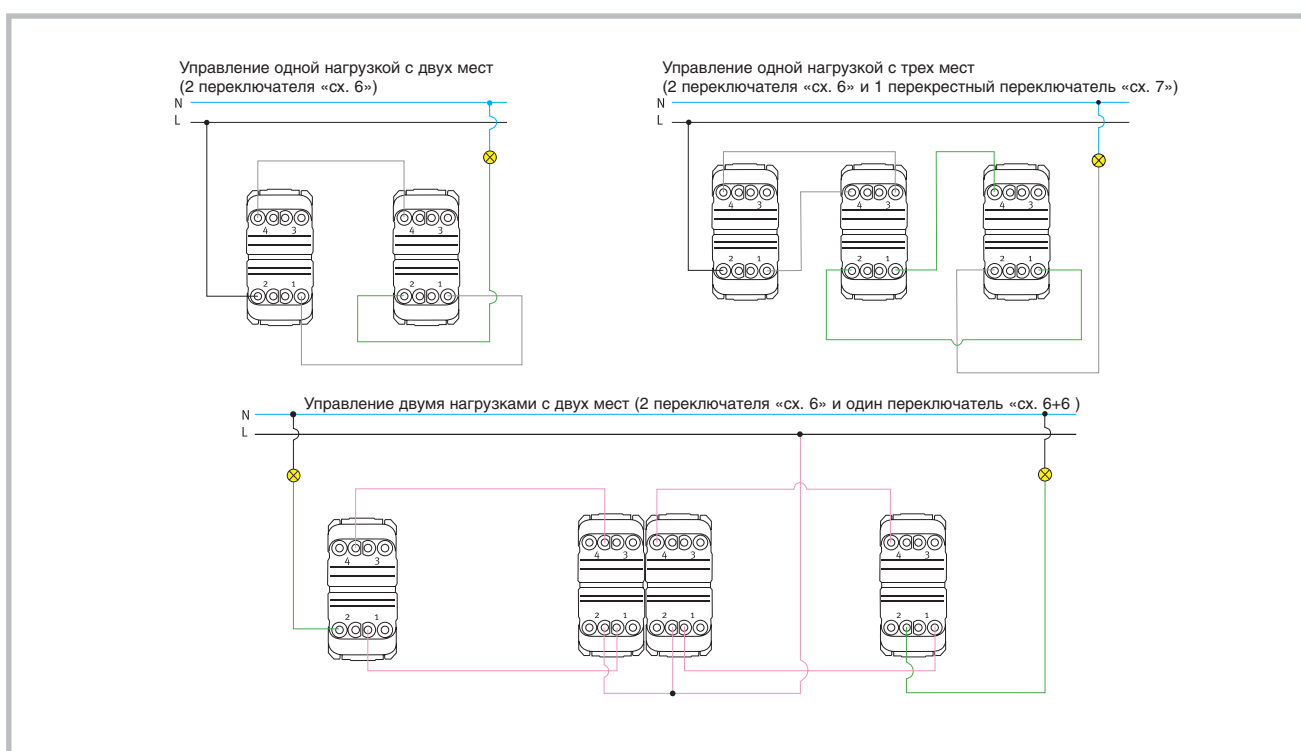 Управление одной нагрузкой с двух мест
(2 переключателя «сх. 6»)
N
L
4 3
2 1
4 3
2 1
Управление одной нагрузкой с трех мест
(2 переключателя «сх. 6» и 1 перекрестный переключатель «сх. 7»)
N
L
4 3
2 1
4 3
2 1
4 3
2 1
Управление двумя нагрузками с двух мест (2 переключателя «сх. 6» и один переключатель «сх. 6+6 )
N
L
4 3
2 1
4 3
2 1
4 3
2 1
4 3
2 1